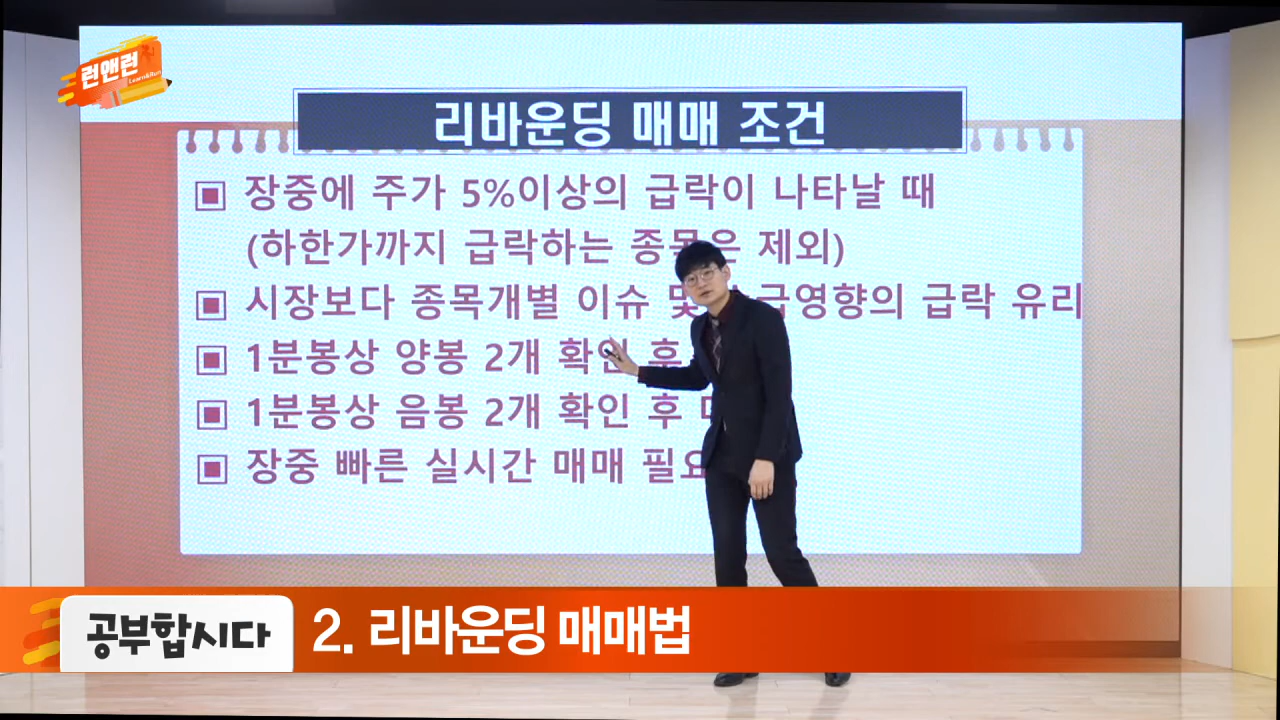 런앤런
Learn&Run
리바운딩 매매 조건
장중에 주가 5%이상의 급락이 나타날 때
(하한가까지 급락하는 종목은 제외)
시장보다 종목개별 이슈 및 급영향의 급락 유리
1분봉상 양봉 2개 확인 후
1분봉상 음봉 2개 확인 후
장중 빠른 실시간 매매 필요
공부합시다
2. 리바운딩 매매법